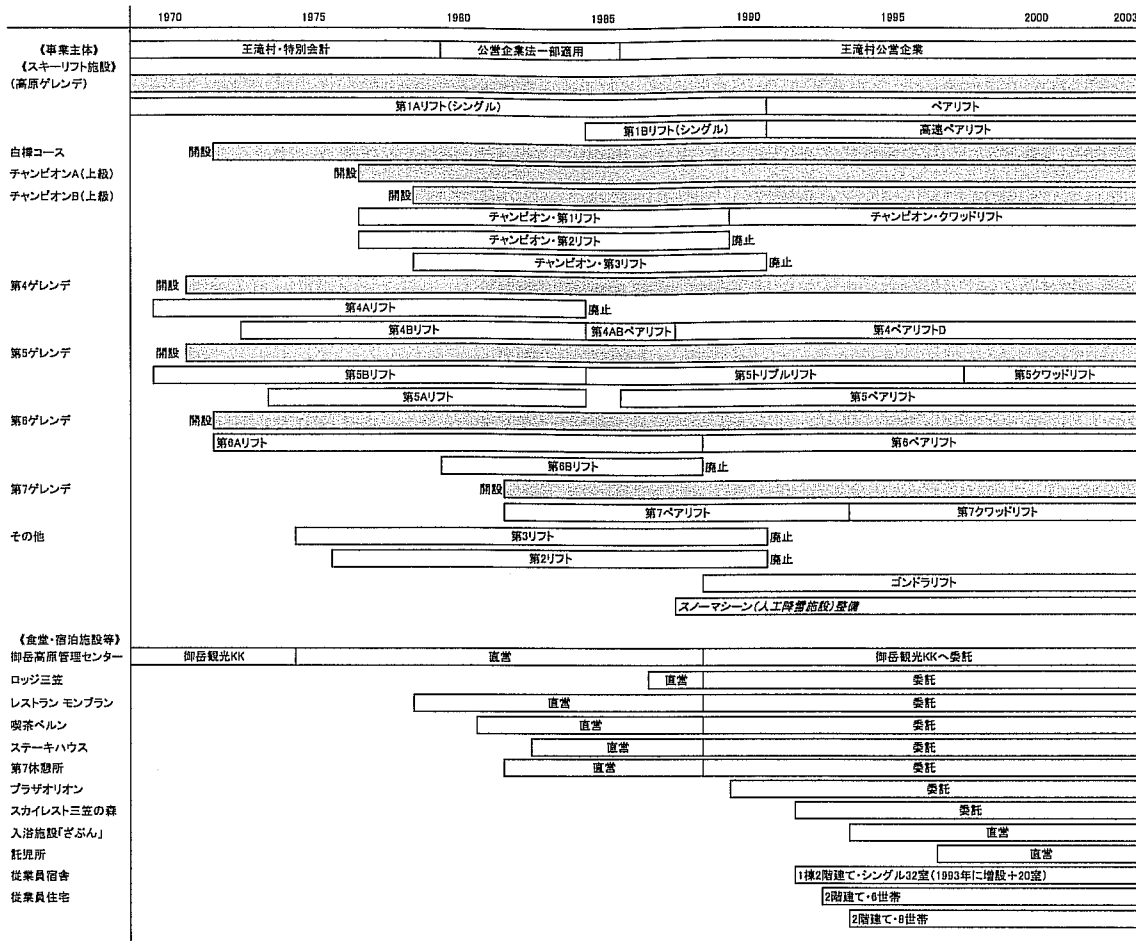 1970 1975 1980 1985 1990 1995 2000 2003
《事業主体》 王滝村・特別会計 公営企業法一部適用 王滝村公営企業
《スキーリフト施設》
(高原ゲレンデ)
第1Aリフト(シングル) ペアリフト
第1Bリフト(シングル) 高速ペアリフト
白樺コース 開設
チャンピオンA(上級) 開設
チャンピオンB(上級) 開設
チャンピオン・第1リフト チャンピオン・クワッドリフト
チャンピオン・第2リフト 廃止
チャンピオン・第3リフト 廃止
第4ゲレンデ 開設
第4Aリフト 廃止
第4Bリフト 第4ABペアリフト 第4ペアリフトD
第5ゲレンデ 開設
第5Bリフト 第5トリプルリフト 第5クワッドリフト
第5Aリフト 第5ペアリフト
第6ゲレンデ 開設
第6Aリフト 第6ペアリフト
第6Bリフト 廃止
第7ゲレンデ 開設
第7ペアリフト 第7クワッドリフト
その他 第3リフト 廃止
第2リフト 廃止
ゴンドラリフト
スノーマシーン(人工降雪施設)整備
《食堂・宿泊施設等》
御岳高原管理センター 御岳観光KK 直営 御岳観光KKへ委託
ロッジ三笠 直営 委託
レストラン モンブラン 直営 委託
喫茶ベルン 直営 委託
ステーキハウス 直営 委託
第7休憩所 直営 委託
プラザオリオン 委託
スカイレスト三笠の森 委託
入浴施設「ざぶん」 直営
託児所 直営
従業員宿舎 1棟2階建て・シングル32室(1993年に増設+20室)
従業員住宅 2階建て・6世帯
2階建て・8世帯